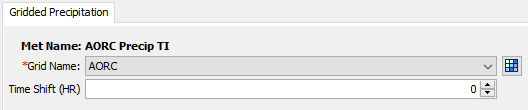 Gridded Precipitation
Met Name: AORC Precip TI
*Grid Name: AORC
Time Shift (HR) 0